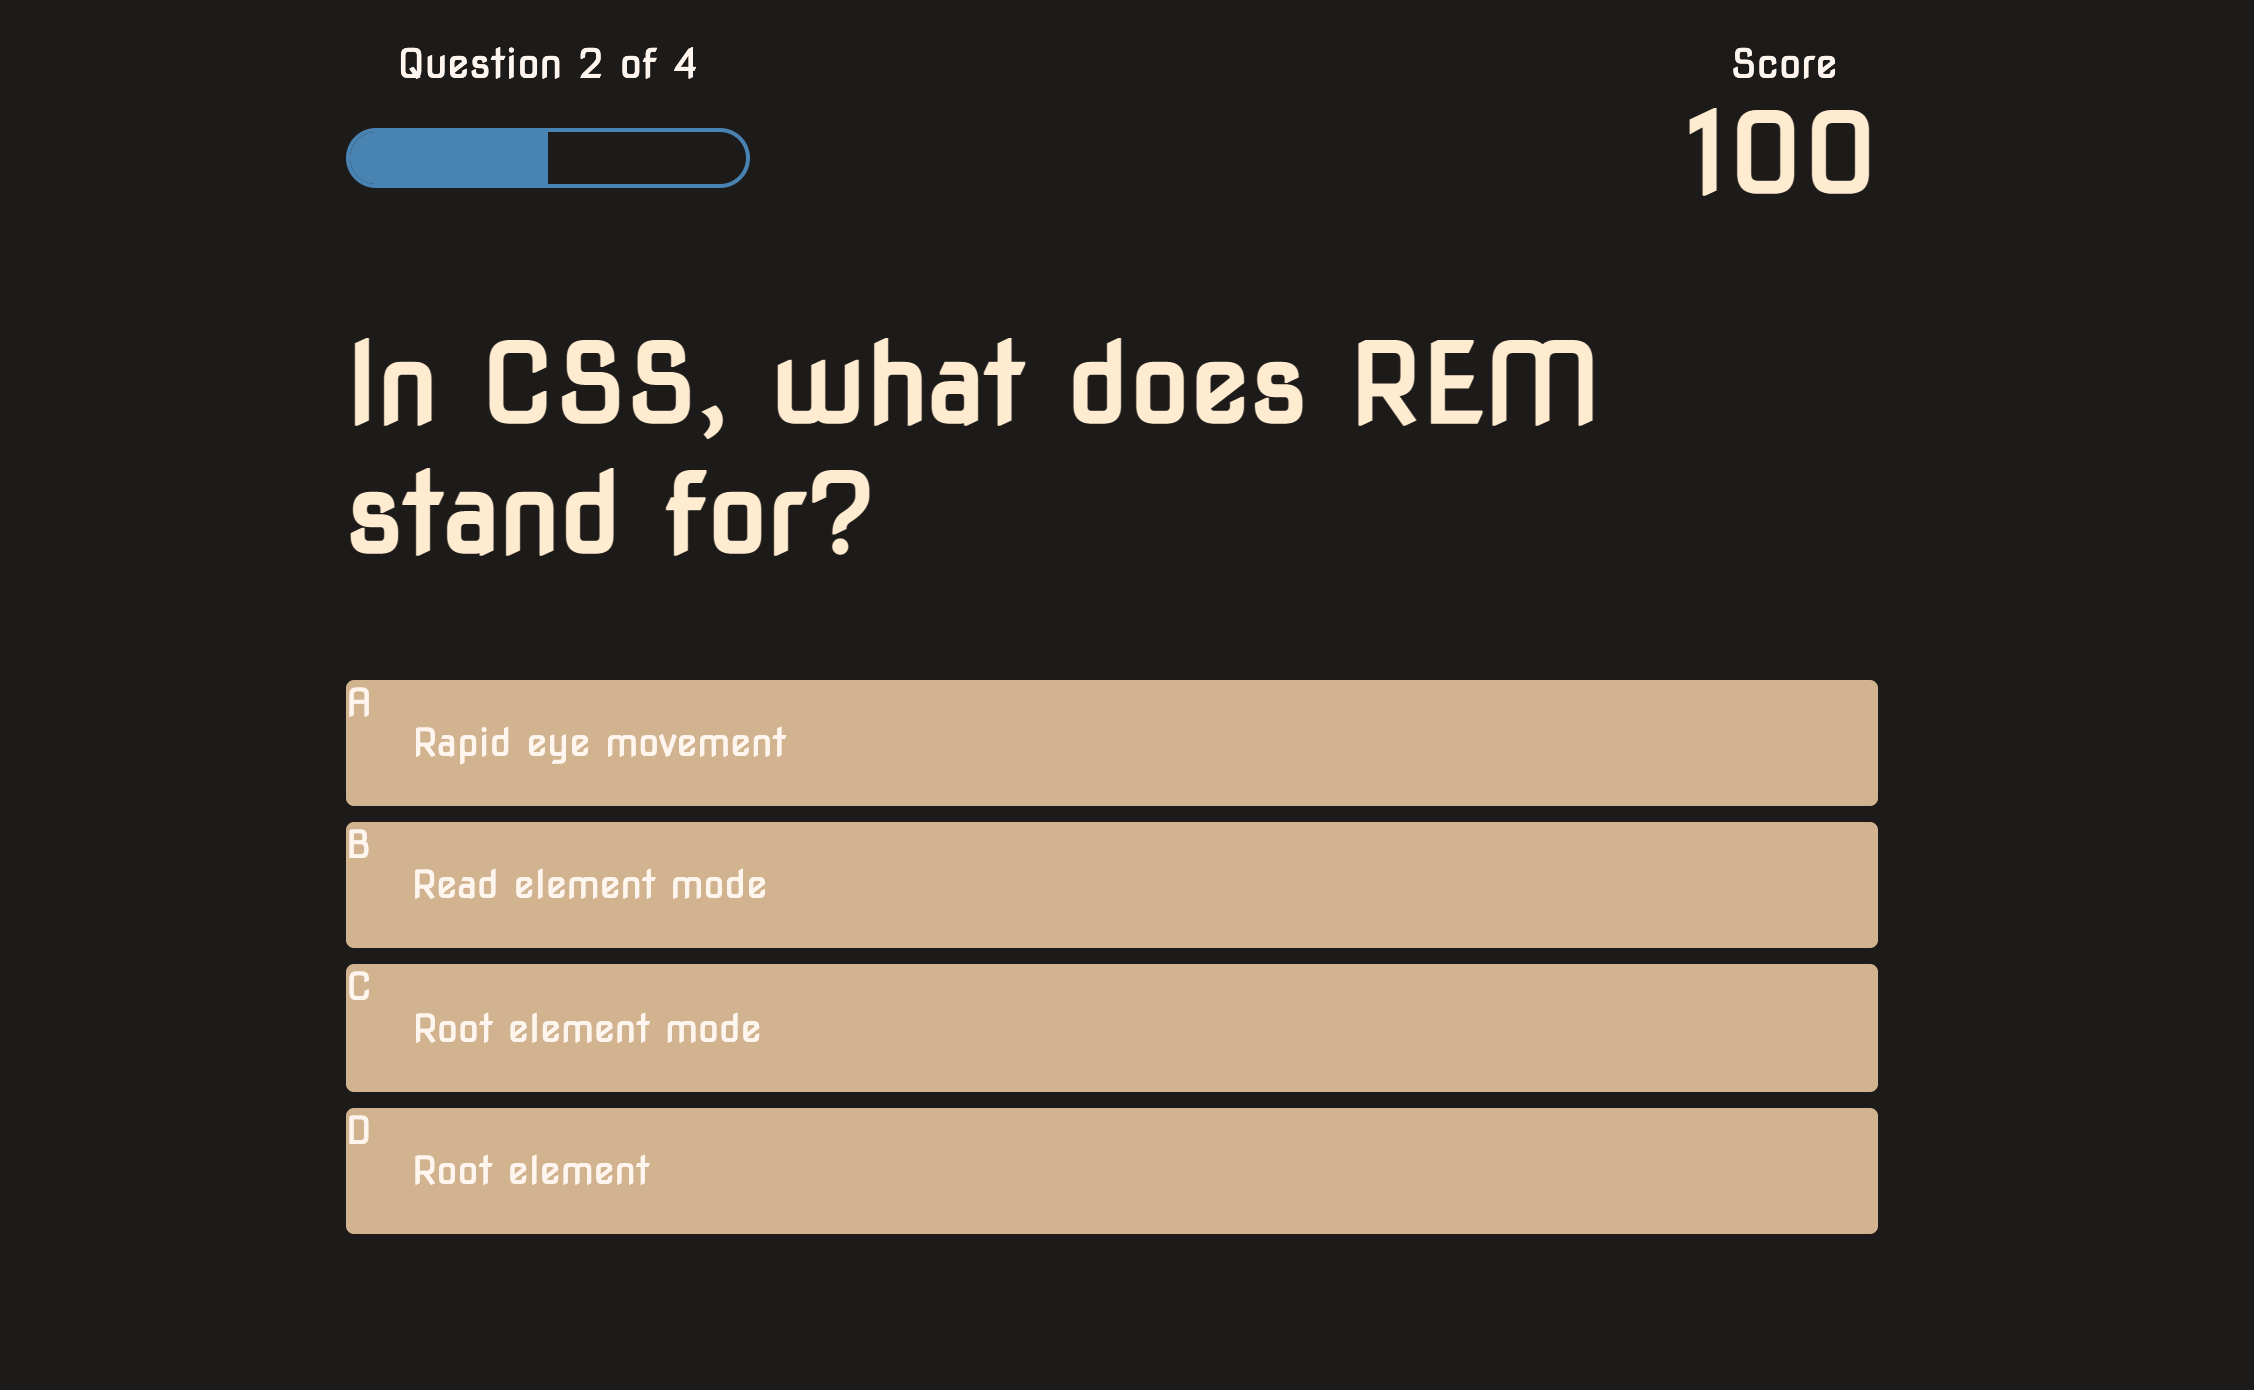 Question 2 of 4
Score
100
In CSS, what does REM
stand for?
A
Rapid eye movement
B
Read element mode
C
Root element mode
D
Root element